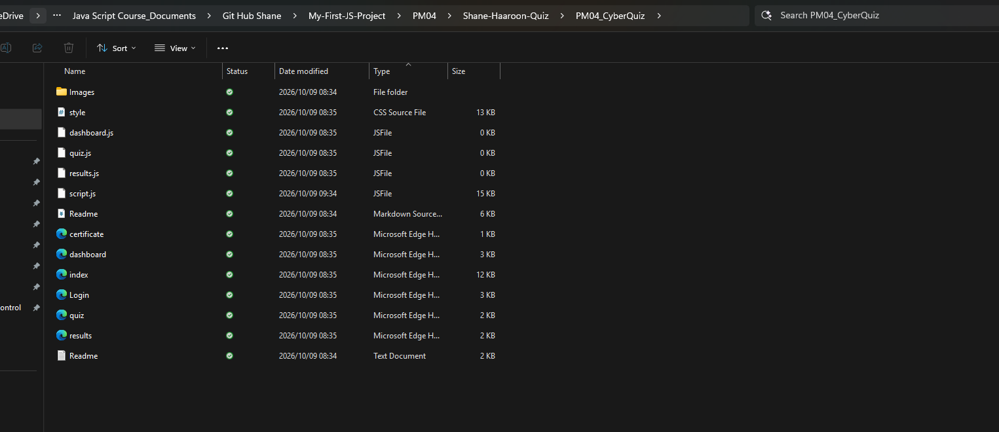 eDrive > ... Java Script Course_Documents > Git Hub Shane > My-First-JS-Project > PM04 > Shane-Haaroon-Quiz > PM04_CyberQuiz > Search PM04_CyberQuiz
A Sort View ...
Name Status Date modified Type Size
Images 2026/10/09 08:34 File folder
style 2026/10/09 08:35 CSS Source File 13 KB
dashboard.js 2026/10/09 08:35 JSFile 0 KB
quiz.js 2026/10/09 08:35 JSFile 0 KB
results.js 2026/10/09 08:35 JSFile 0 KB
script.js 2026/10/09 09:34 JSFile 15 KB
Readme 2026/10/09 08:34 Markdown Source... 6 KB
certificate 2026/10/09 08:35 Microsoft Edge H... 1 KB
dashboard 2026/10/09 08:35 Microsoft Edge H... 3 KB
index 2026/10/09 08:35 Microsoft Edge H... 12 KB
Login 2026/10/09 08:35 Microsoft Edge H... 3 KB
ontrol
quiz 2026/10/09 08:35 Microsoft Edge H... 2 KB
results 2026/10/09 08:35 Microsoft Edge H... 2 KB
Readme 2026/10/09 08:34 Text Document 2 KB